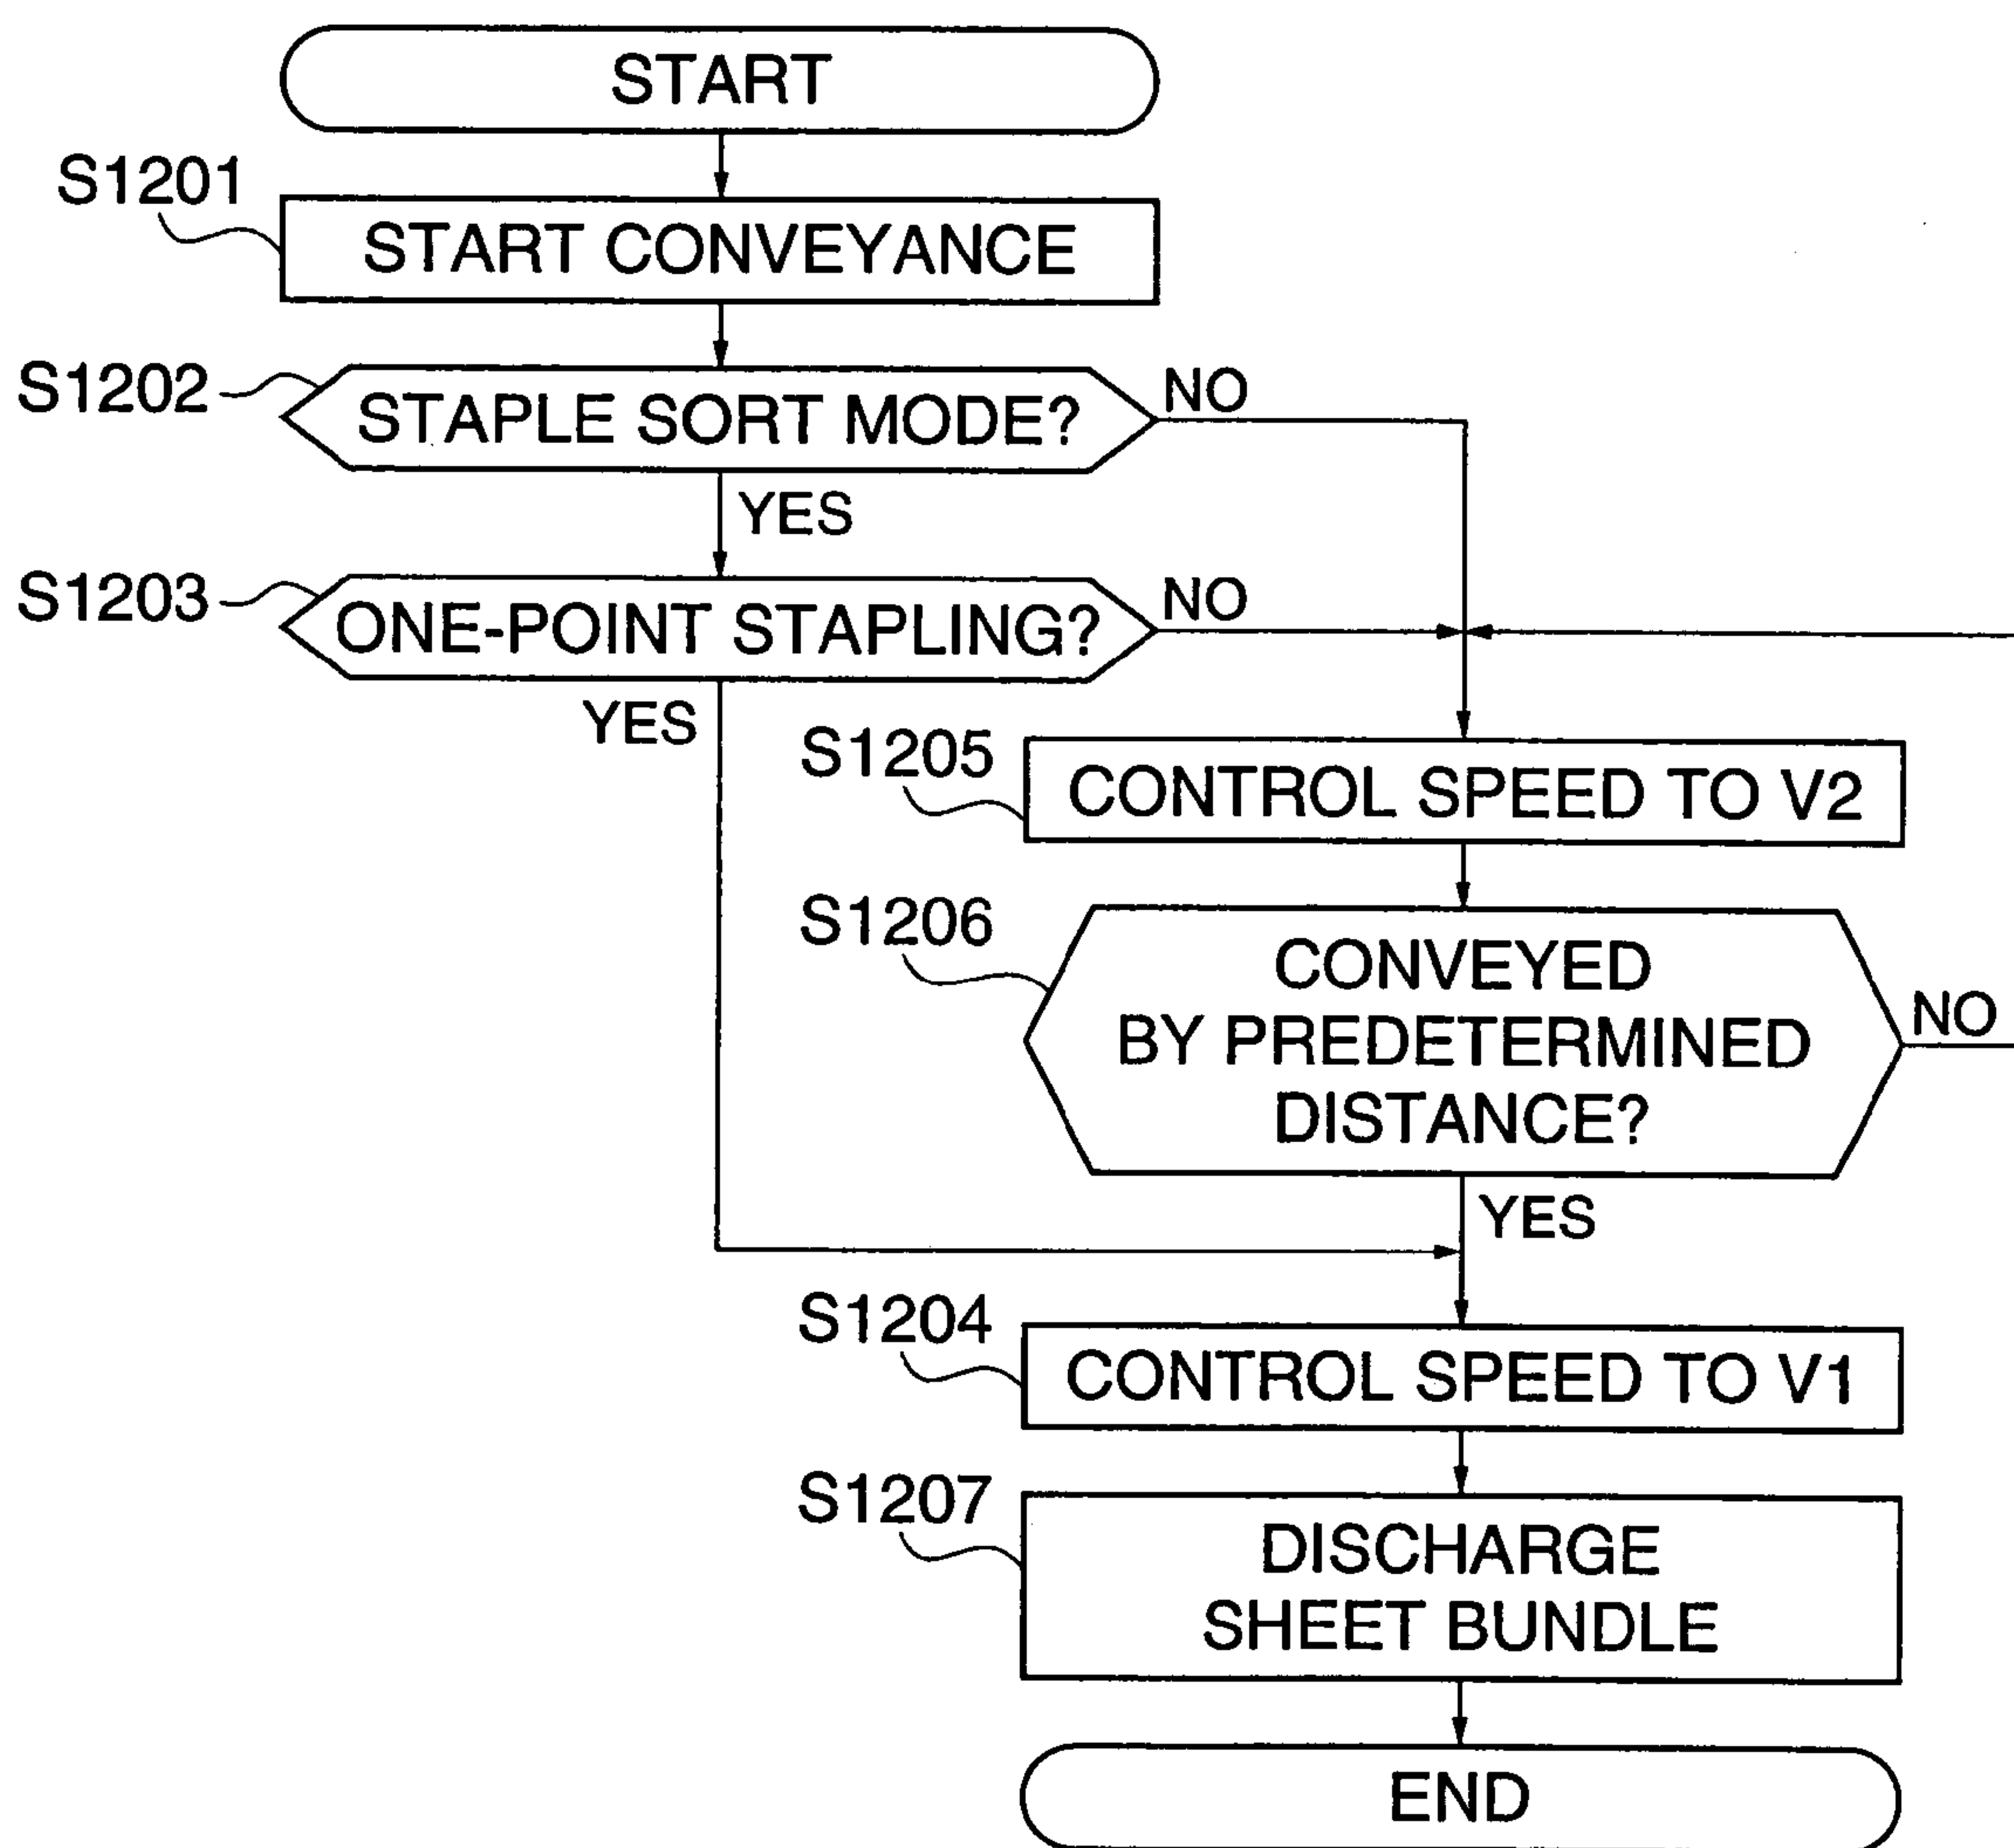 START
S1201
START CONVEYANCE
S1202
STAPLE SORT MODE?
NO
YES
S1203
ONE-POINT STAPLING?
NO
YES
S1205
CONTROL SPEED TO V2
S1206
CONVEYED
BY PREDETERMINED
DISTANCE?
NO
YES
S1204
CONTROL SPEED TO V1
S1207
DISCHARGE
SHEET BUNDLE
END